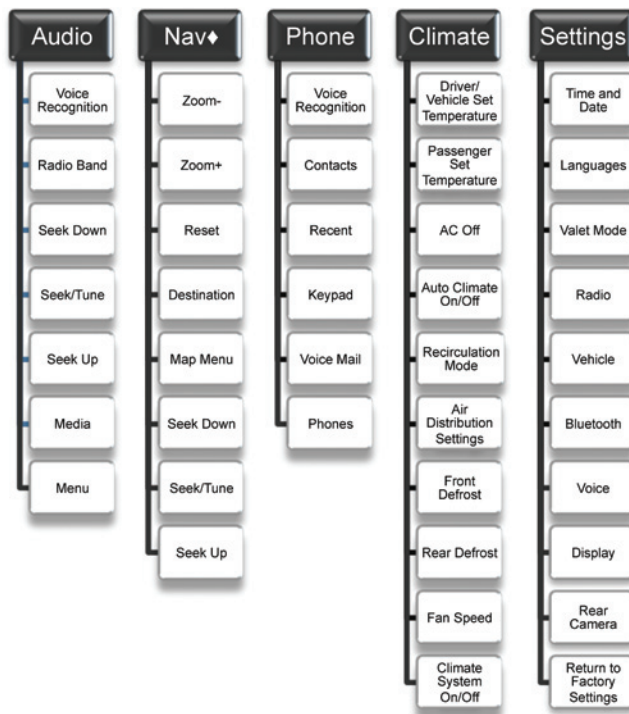 Audio
Voice
Recognition
Radio Band
Seek Down
Seek/Tune
Seek Up
Media
Menu
Nav♦
Zoom-
Zoom+
Reset
Destination
Map Menu
Seek Down
Seek/Tune
Seek Up
Phone
Voice
Recognition
Contacts
Recent
Keypad
Voice Mail
Phones
Climate
Driver/
Vehicle Set
Temperature
Passenger
Set
Temperature
AC Off
Auto Climate
On/Off
Recirculation
Mode
Air
Distribution
Settings
Front
Defrost
Rear Defrost
Fan Speed
Climate
System
On/Off
Settings
Time and
Date
Languages
Valet Mode
Radio
Vehicle
Bluetooth
Voice
Display
Rear
Camera
Return to
Factory
Settings